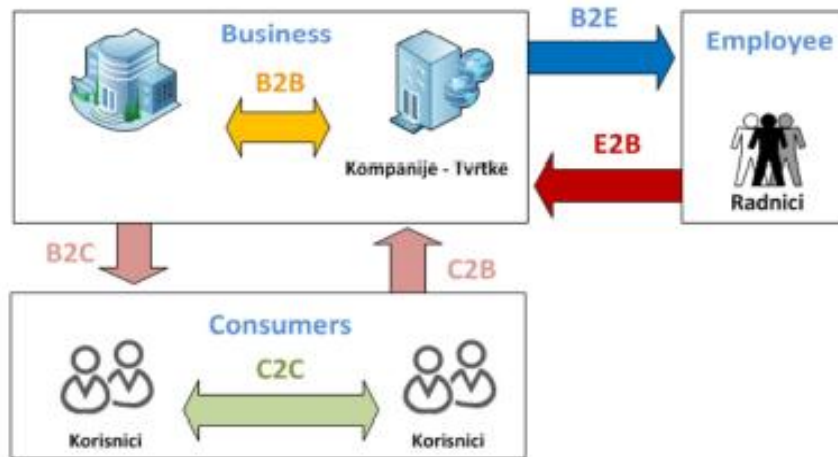 Business
B2E
Employee
B2B
Kompanije - Tvrtke
E2B
Radnici
B2C
C2B
Consumers
C2C
Korisnici
Korisnici